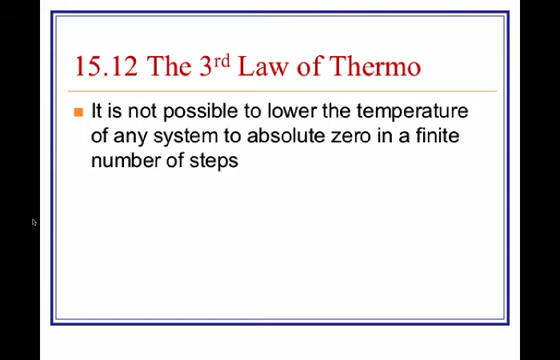 15.12 The 3rd Law of Thermo
It is not possible to lower the temperature
of any system to absolute zero in a finite
number of steps